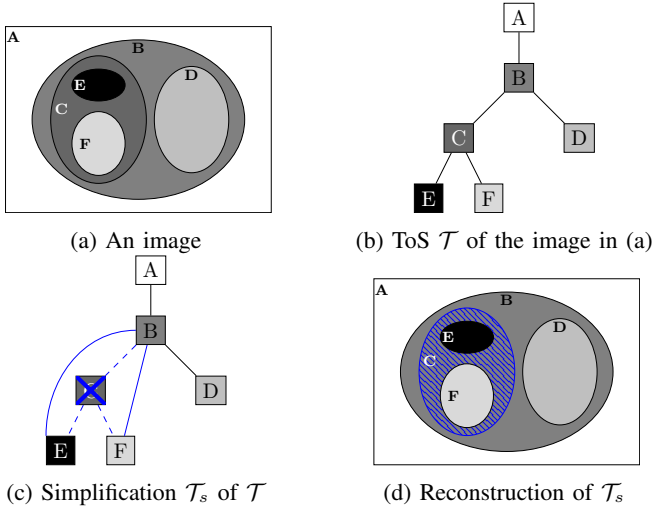 A
B
E
D
C
F
(a) An image
A
B
C
D
E
F
(b) ToS 𝒯 of the image in (a)
A
B
D
E
F
(c) Simplification 𝒯s of 𝒯
A
B
D
E
C
F
(d) Reconstruction of 𝒯s